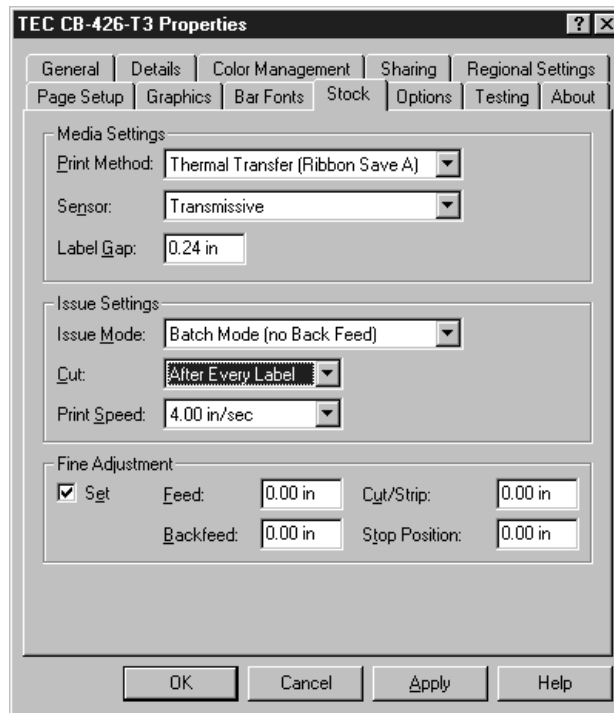 TEC CB-426-T3 Properties
General Details Color Management Sharing Regional Settings
Page Setup Graphics Bar Fonts Stock Options Testing About
Media Settings
Print Method: Thermal Transfer (Ribbon Save A)
Sensor: Transmissive
Label Gap: 0.24 in
Issue Settings
Issue Mode: Batch Mode (no Back Feed)
Cut: After Every Label
Print Speed: 4.00 in/sec
Fine Adjustment
Set Feed: 0.00 in Cut/Strip: 0.00 in
Backfeed: 0.00 in Stop Position: 0.00 in
OK Cancel Apply Help